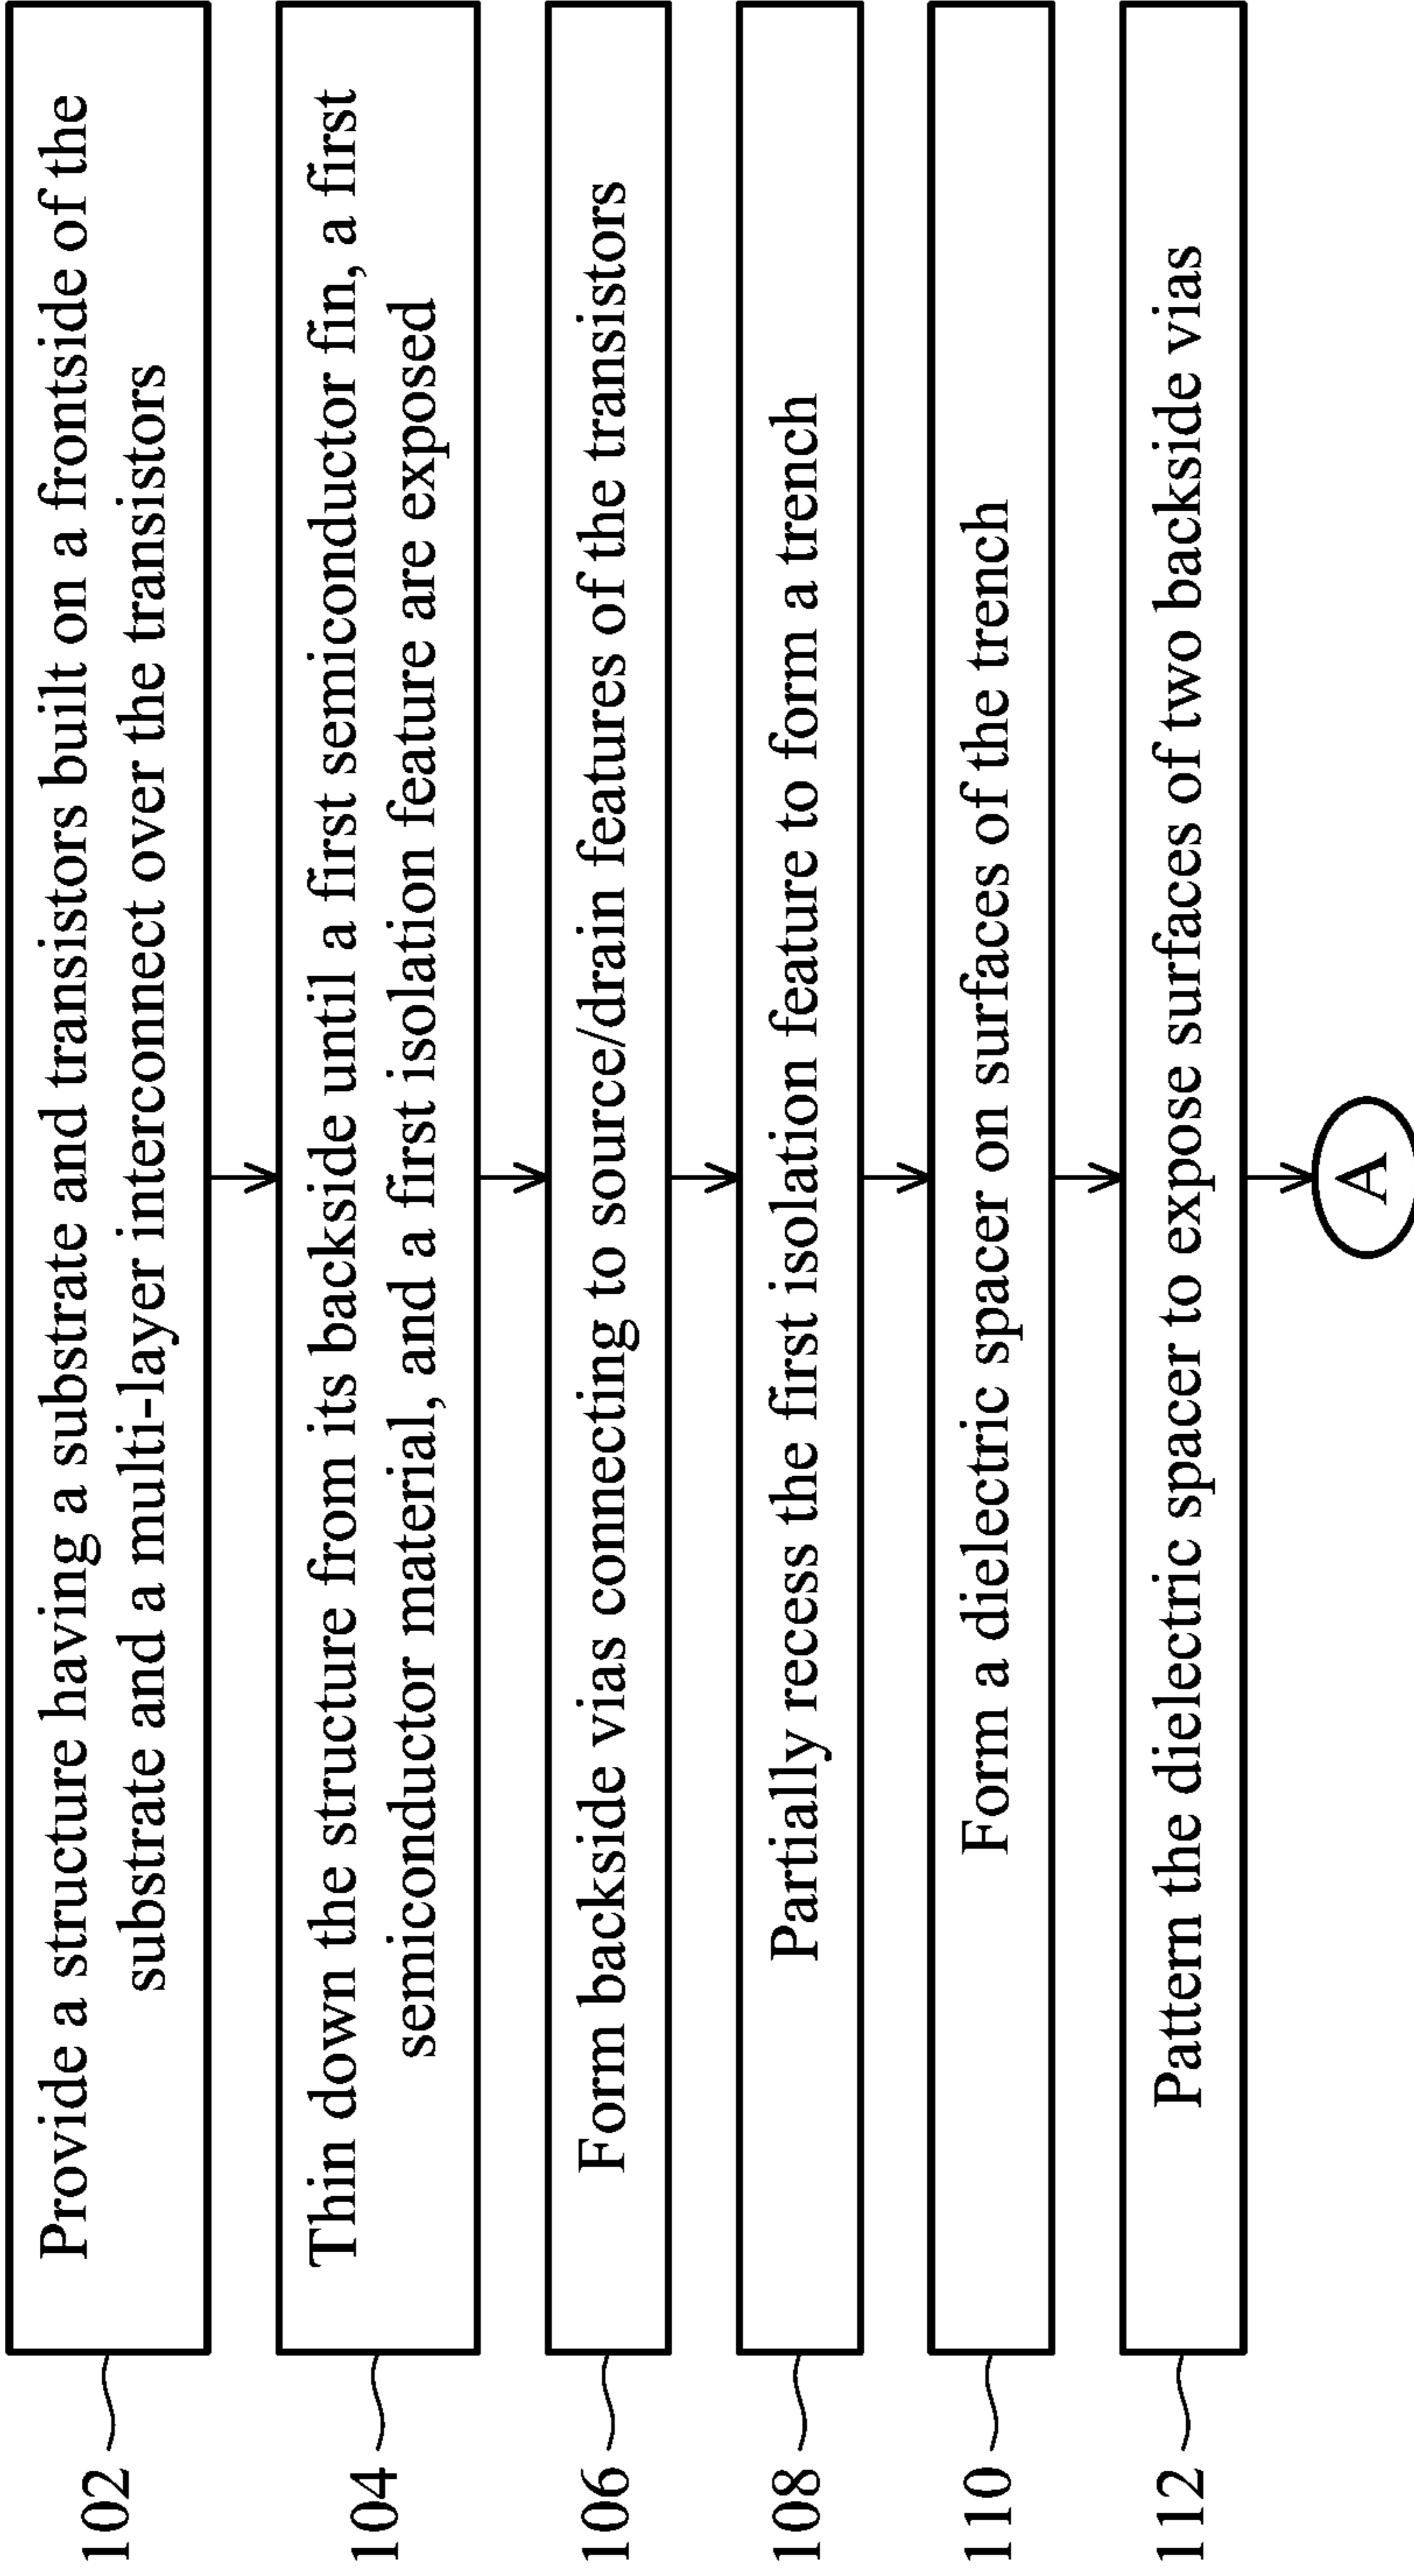 102
Provide a structure having a substrate and transistors built on a frontside of the
substrate and a multi-layer interconnect over the transistors
104
Thin down the structure from its backside until a first semiconductor fin, a first
semiconductor material, and a first isolation feature are exposed
106
Form backside vias connecting to source/drain features of the transistors
108
Partially recess the first isolation feature to form a trench
110
Form a dielectric spacer on surfaces of the trench
112
Pattern the dielectric spacer to expose surfaces of two backside vias
A